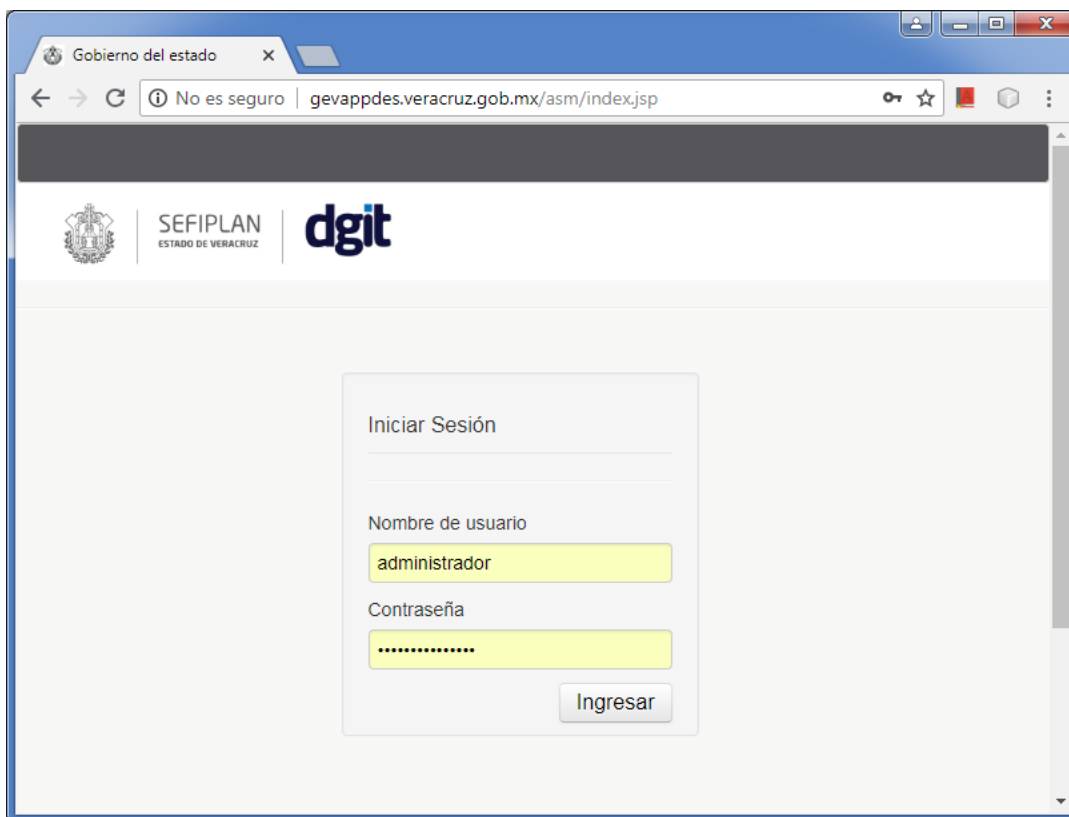 Gobierno del estado
No es seguro gevappdes.veracruz.gob.mx/asm/index.jsp
SEFIPLAN
ESTADO DE VERACRUZ
dgit
Iniciar Sesión
Nombre de usuario
administrador
Contraseña
•••••••••••••••
Ingresar